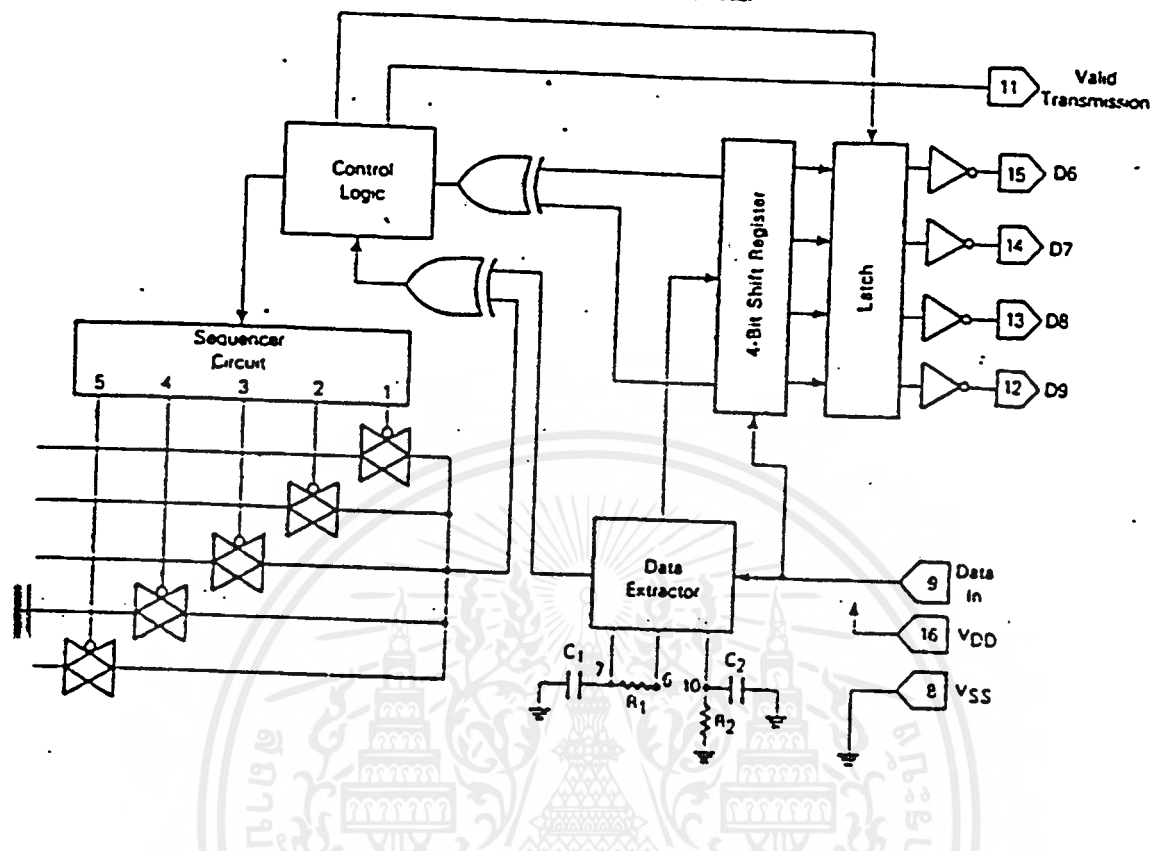 11 Valid
Transmission
Control
Logic
4-Bit Shift Register
Latch
15 D6
14 D7
13 D8
12 D9
Sequencer
Circuit
5 4 3 2 1
Data
Extractor
9 Data
In
16 VDD
8 VSS
C1 7 R1 6
10 C2 R2